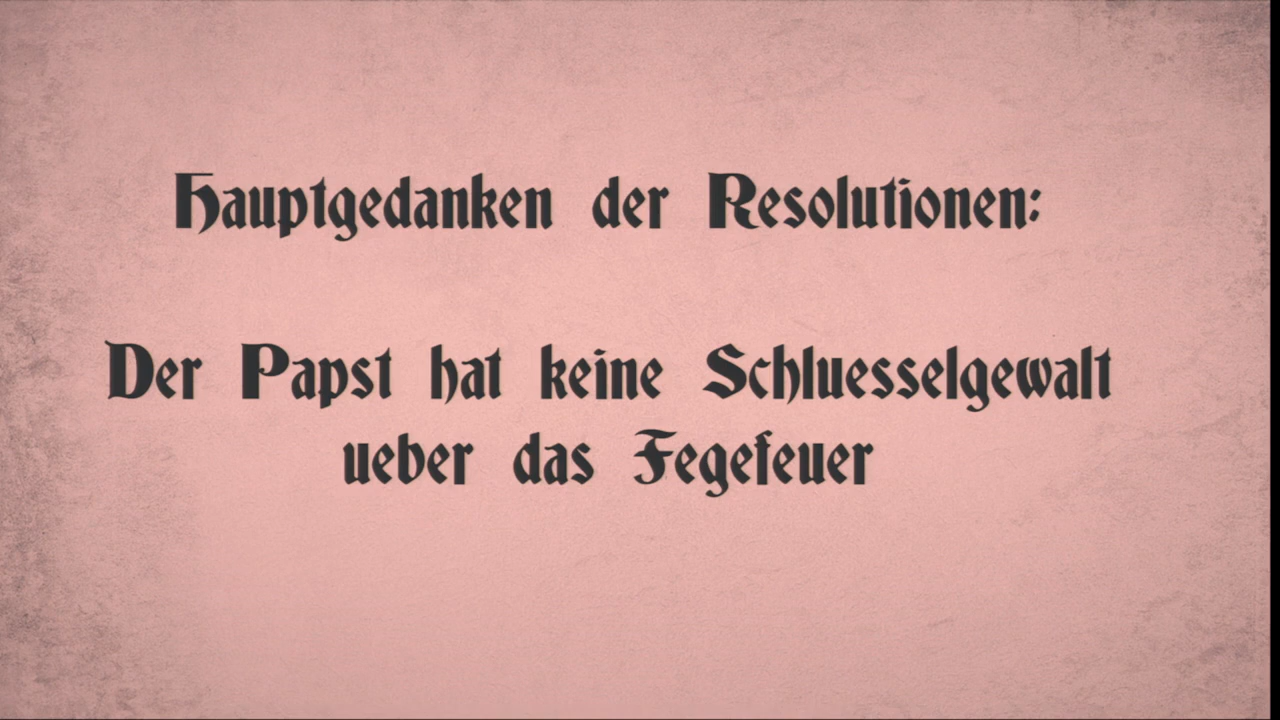 Hauptgedanken der Resolutionen:
Der Papst hat keine Schluesselgewalt
ueber das Fegefeuer